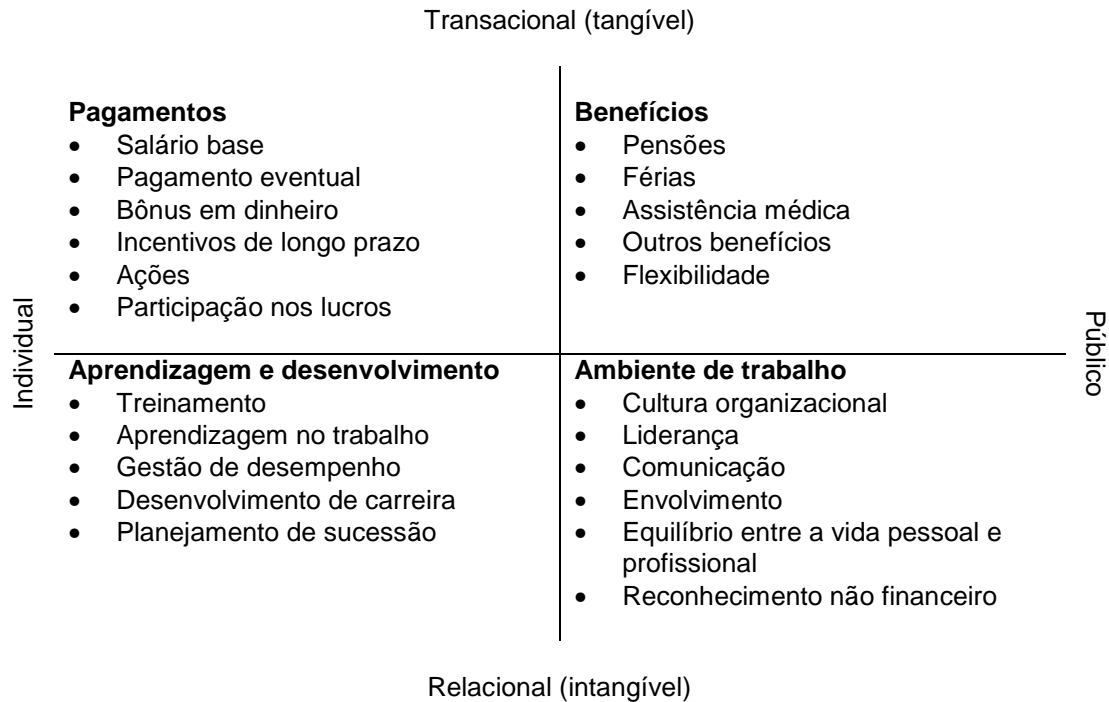 Transacional (tangível)
Individual
Pagamentos
• Salário base
• Pagamento eventual
• Bônus em dinheiro
• Incentivos de longo prazo
• Ações
• Participação nos lucros
Benefícios
• Pensões
• Férias
• Assistência médica
• Outros benefícios
• Flexibilidade
Público
Aprendizagem e desenvolvimento
• Treinamento
• Aprendizagem no trabalho
• Gestão de desempenho
• Desenvolvimento de carreira
• Planejamento de sucessão
Ambiente de trabalho
• Cultura organizacional
• Liderança
• Comunicação
• Envolvimento
• Equilíbrio entre a vida pessoal e
profissional
• Reconhecimento não financeiro
Relacional (intangível)